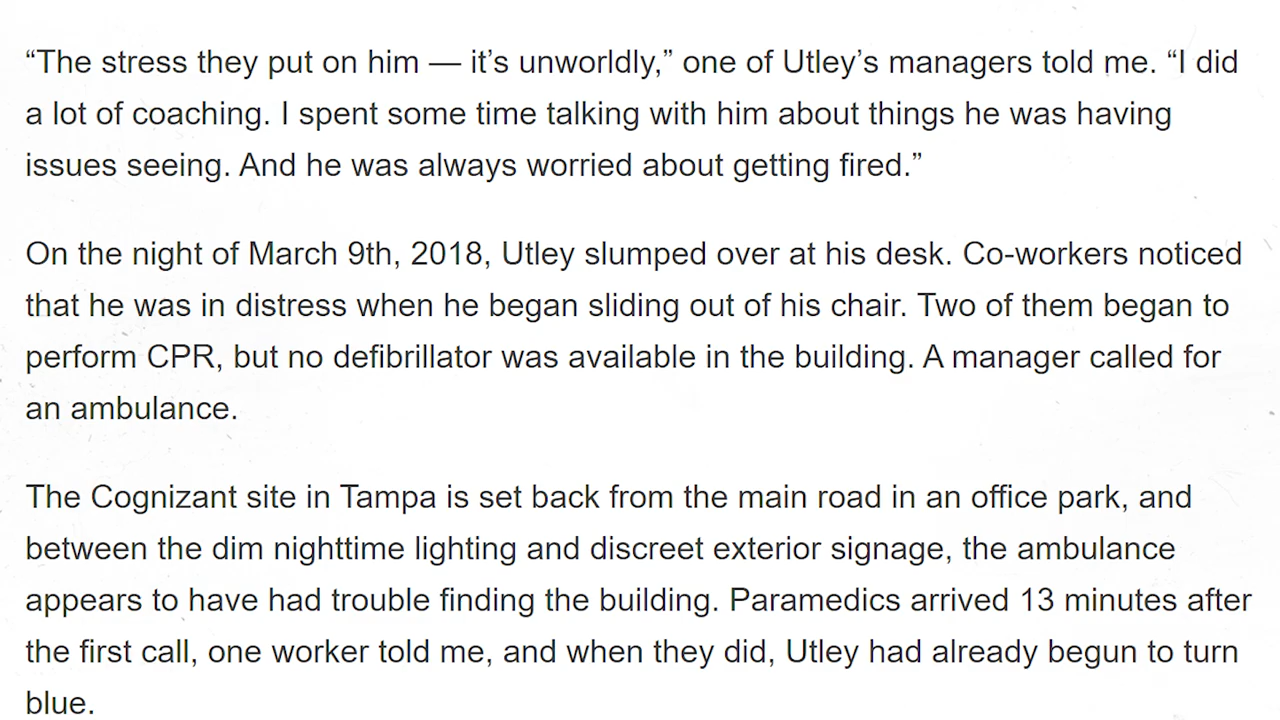 “The stress they put on him — it’s unworldly,” one of Utley’s managers told me. “I did
a lot of coaching. I spent some time talking with him about things he was having
issues seeing. And he was always worried about getting fired.”
On the night of March 9th, 2018, Utley slumped over at his desk. Co-workers noticed
that he was in distress when he began sliding out of his chair. Two of them began to
perform CPR, but no defibrillator was available in the building. A manager called for
an ambulance.
The Cognizant site in Tampa is set back from the main road in an office park, and
between the dim nighttime lighting and discreet exterior signage, the ambulance
appears to have had trouble finding the building. Paramedics arrived 13 minutes after
the first call, one worker told me, and when they did, Utley had already begun to turn
blue.